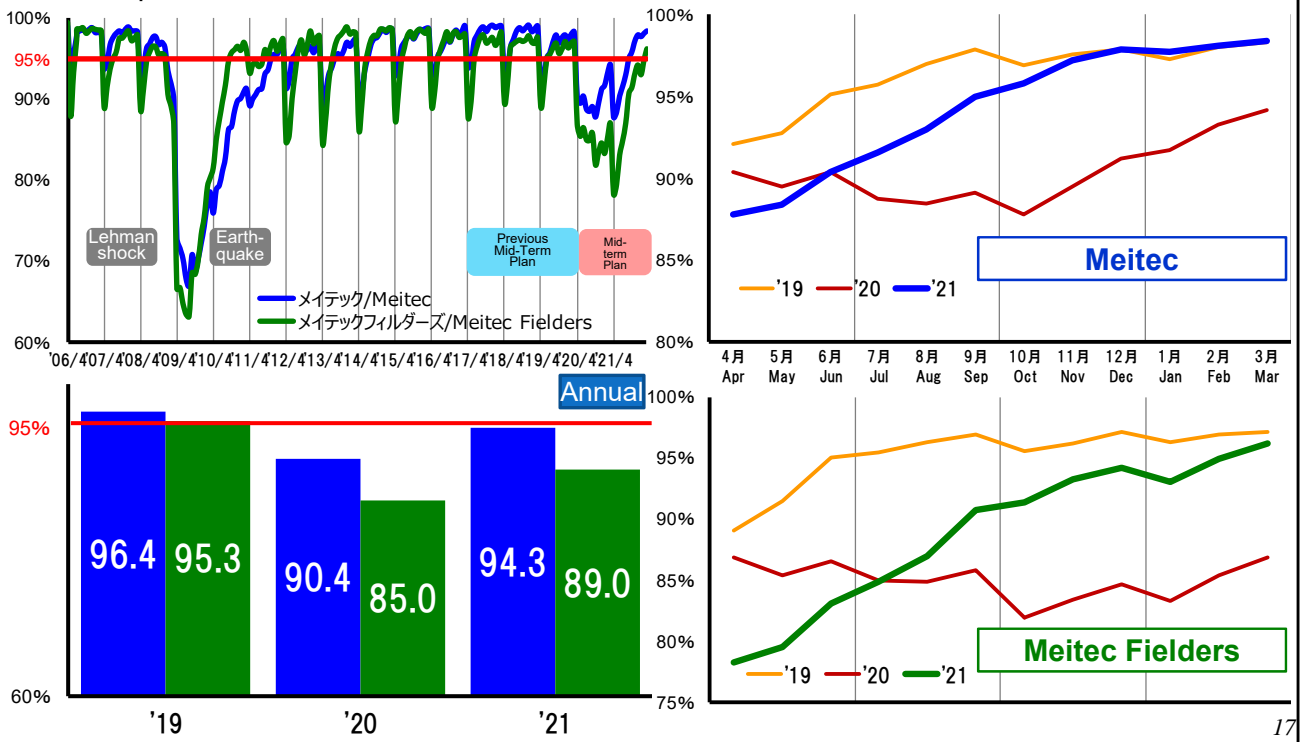 100%
95%
90%
80%
70%
60%
Lehman
shock
Earth-
quake
Previous
Mid-Term
Plan
Mid-
term
Plan
メイテック/Meitec
メイテックフィルダーズ/Meitec Fielders
'06/4'07/4'08/4'09/4'10/4'11/4'12/4'13/4'14/4'15/4'16/4'17/4'18/4'19/4'20/4'21/4
100%
95%
90%
85%
80%
Meitec
'19 '20 '21
4月 5月 6月 7月 8月 9月 10月 11月 12月 1月 2月 3月
Apr May Jun Jul Aug Sep Oct Nov Dec Jan Feb Mar
Annual
95%
60%
96.4 95.3 90.4 85.0 94.3 89.0
'19 '20 '21
100%
95%
90%
85%
80%
75%
Meitec Fielders
'19 '20 '21
17